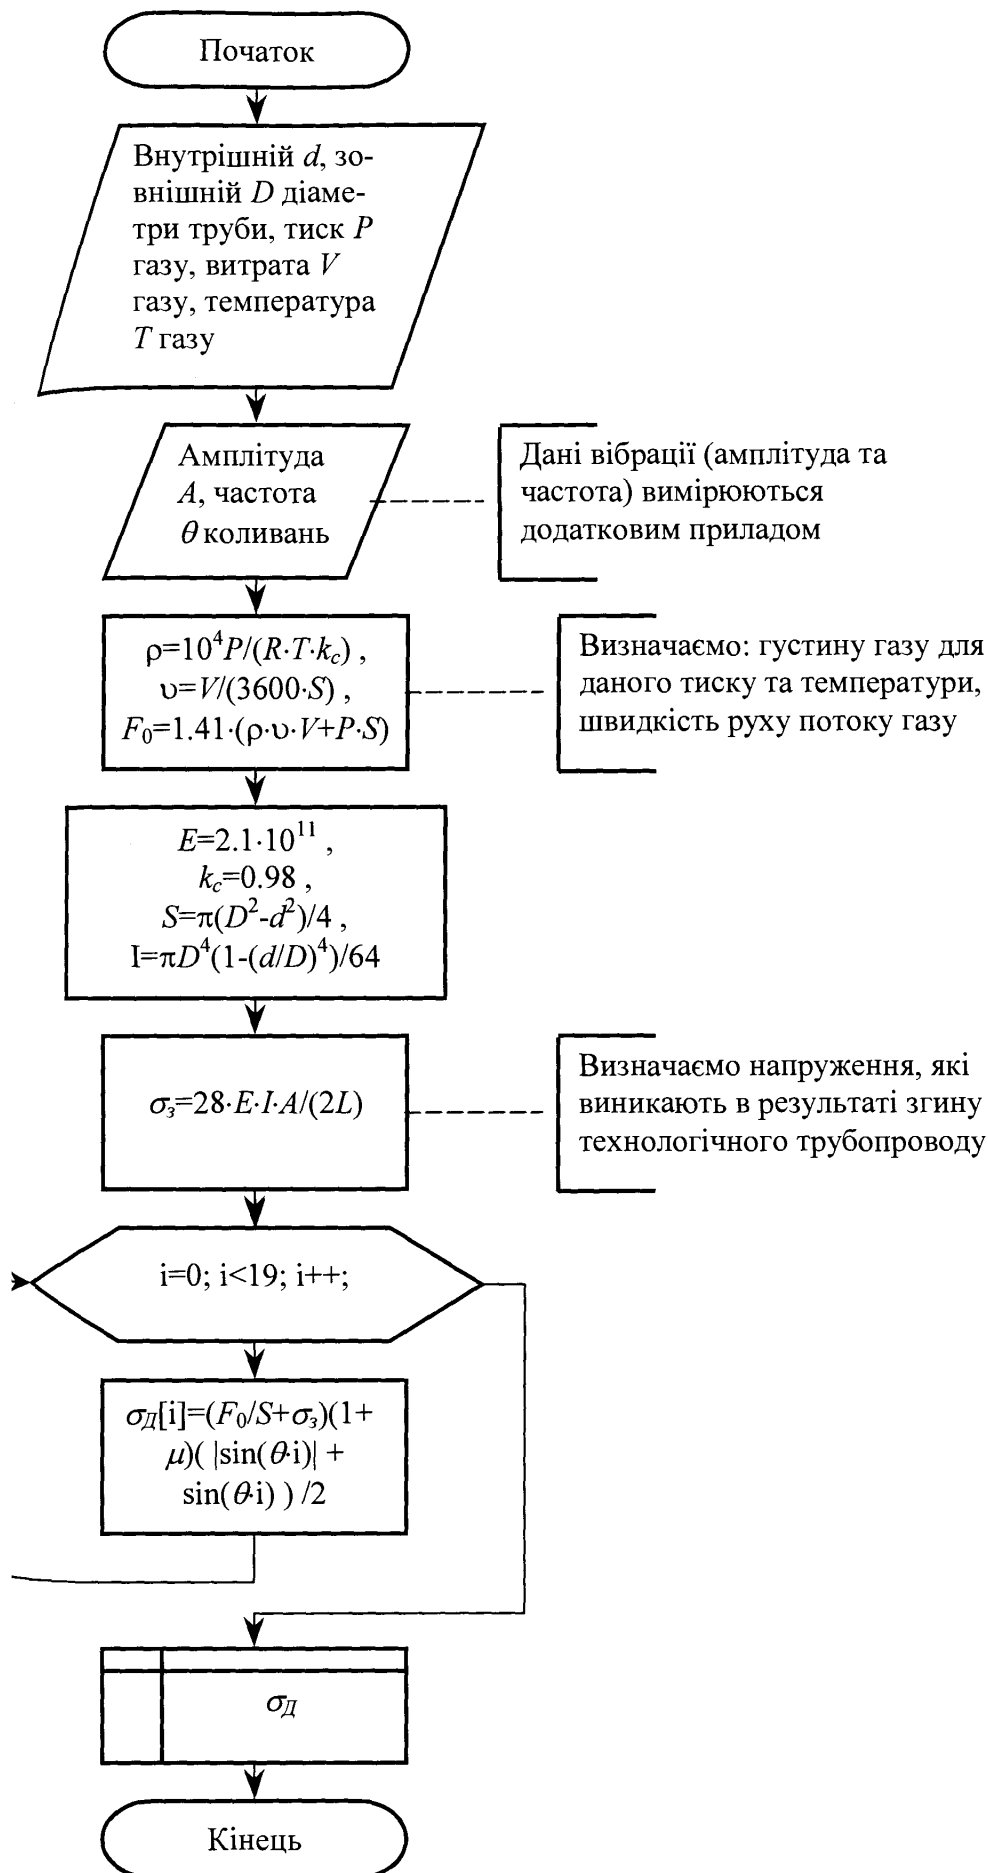 Початок
Внутрішній d, зо-
внішній D діаме-
три труби, тиск P
газу, витрата V
газу, температура
T газу
Амплітуда
A, частота
θ коливань
Дані вібрації (амплітуда та
частота) вимірюються
додатковим приладом
ρ=10⁴P/(R·T·k_c) ,
υ=V/(3600·S) ,
F₀=1.41·(ρ·υ·V+P·S)
Визначаємо: густину газу для
даного тиску та температури,
швидкість руху потоку газу
E=2.1·10¹¹ ,
k_c=0.98 ,
S=π(D²-d²)/4 ,
I=πD⁴(1-(d/D)⁴)/64
σ_з=28·E·I·A/(2L)
Визначаємо напруження, які
виникають в результаті згину
технологічного трубопроводу
i=0; i<19; i++;
σ_Д[i]=(F₀/S+σ_з)(1+
μ)( |sin(θ·i)| +
sin(θ·i) ) /2
σ_Д
Кінець